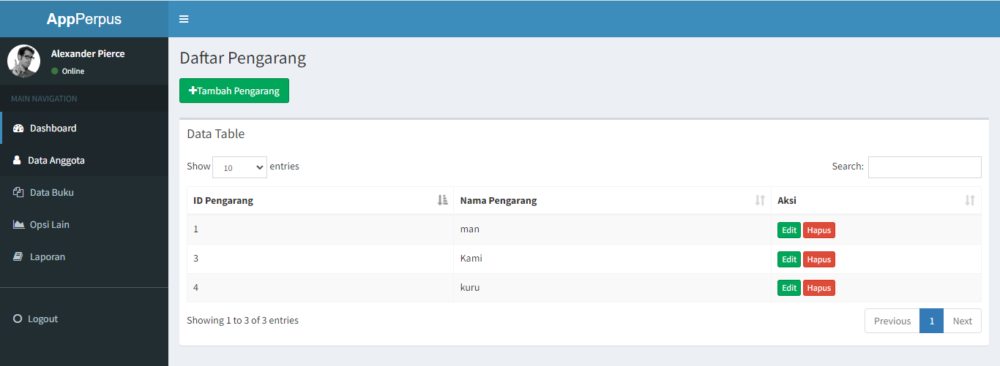 AppPerpus
Alexander Pierce
Online
MAIN NAVIGATION
Dashboard
Data Anggota
Data Buku
Opsi Lain
Laporan
Logout
Daftar Pengarang
+Tambah Pengarang
Data Table
Show 10 entries Search:
ID Pengarang Nama Pengarang Aksi
1 man Edit Hapus
3 Kami Edit Hapus
4 kuru Edit Hapus
Showing 1 to 3 of 3 entries Previous 1 Next